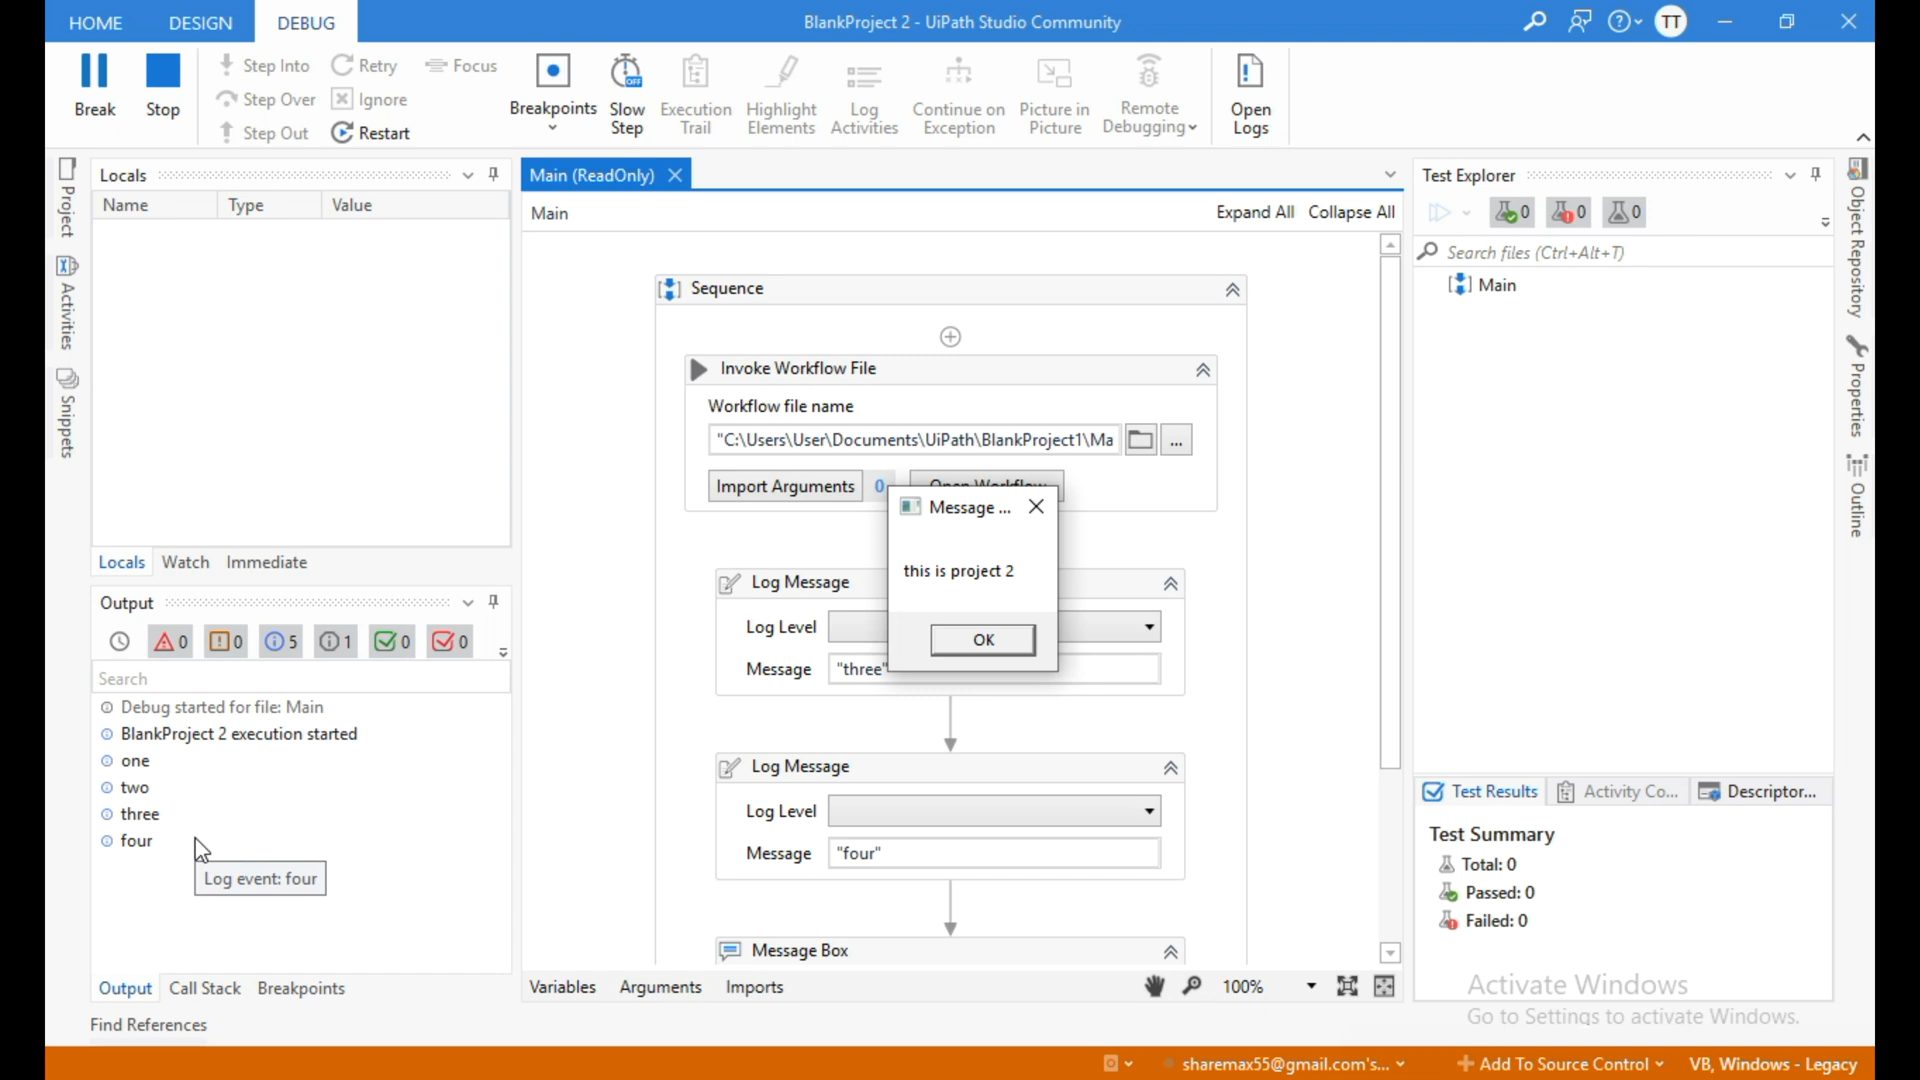 HOME DESIGN DEBUG BlankProject 2 - UiPath Studio Community TT
Break Stop Step Into Retry Focus
Step Over Ignore
Step Out Restart
Breakpoints Slow Step OFF Execution Trail Highlight Elements Log Activities Continue on Exception Picture in Picture Remote Debugging Open Logs
Project
Activities
Snippets
Locals
Name Type Value
Locals Watch Immediate
Output
0 0 5 1 0 0
Search
Debug started for file: Main
BlankProject 2 execution started
one
two
three
four
Log event: four
Output Call Stack Breakpoints
Find References
Main (ReadOnly)
Main Expand All Collapse All
Sequence
Invoke Workflow File
Workflow file name
"C:\Users\User\Documents\UiPath\BlankProject1\Ma ...
Import Arguments 0 Open Workflow
Message ...
this is project 2
OK
Log Message
Log Level
Message "three"
Log Message
Log Level
Message "four"
Message Box
Variables Arguments Imports 100%
Test Explorer
0 0 0
Search files (Ctrl+Alt+T)
Main
Test Results Activity Co... Descriptor...
Test Summary
Total: 0
Passed: 0
Failed: 0
Activate Windows
Go to Settings to activate Windows.
Object Repository
Properties
Outline
sharemax55@gmail.com's... Add To Source Control VB, Windows - Legacy